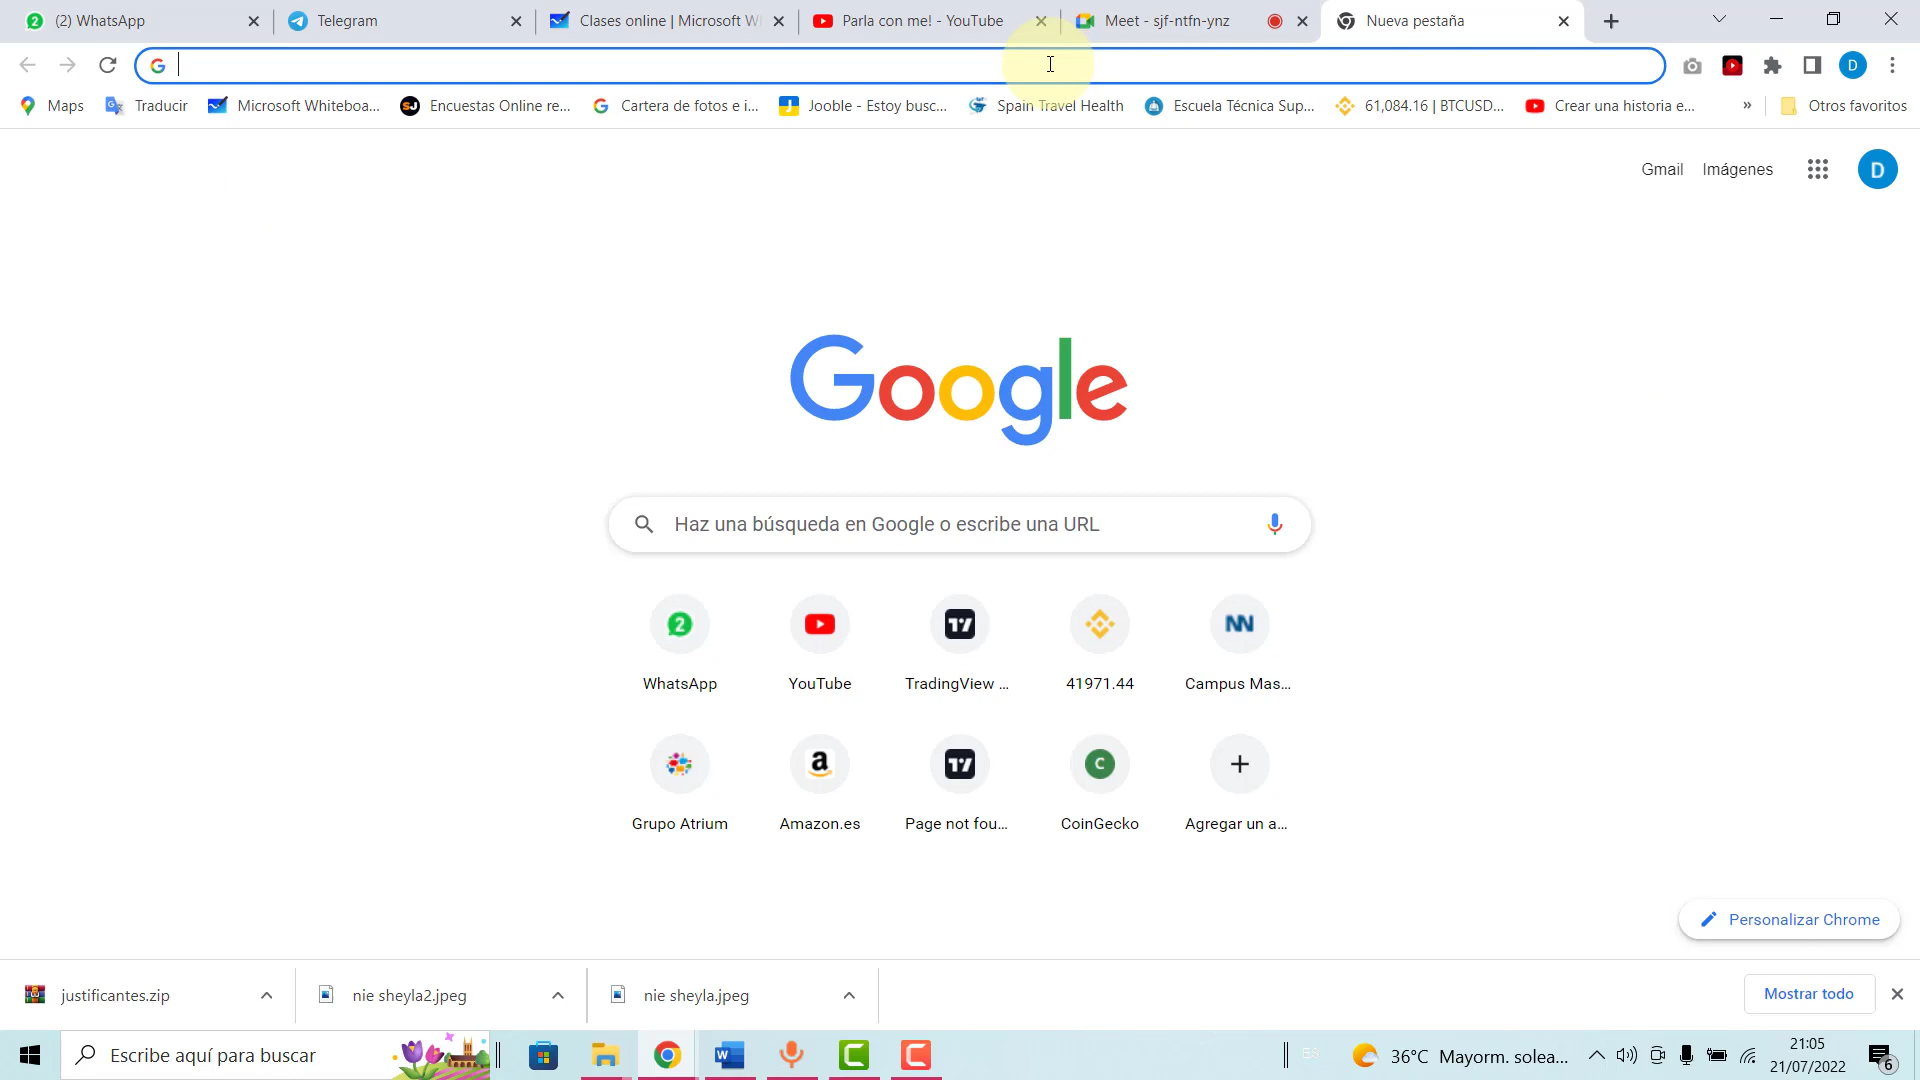 (2) WhatsApp
Telegram
Clases online | Microsoft W
Parla con me! - YouTube
Meet - sjf-ntfn-ynz
Nueva pestaña
D
Maps
Traducir
Microsoft Whiteboa...
Encuestas Online re...
Cartera de fotos e i...
Jooble - Estoy busc...
Spain Travel Health
Escuela Técnica Sup...
61,084.16 | BTCUSD...
Crear una historia e...
»
Otros favoritos
Gmail
Imágenes
D
Google
Haz una búsqueda en Google o escribe una URL
WhatsApp
YouTube
TradingView ...
41971.44
Campus Mas...
Grupo Atrium
Amazon.es
Page not fou...
CoinGecko
Agregar un a...
Personalizar Chrome
justificantes.zip
nie sheyla2.jpeg
nie sheyla.jpeg
Mostrar todo
Escribe aquí para buscar
36°C Mayorm. solea...
21:05
21/07/2022
6